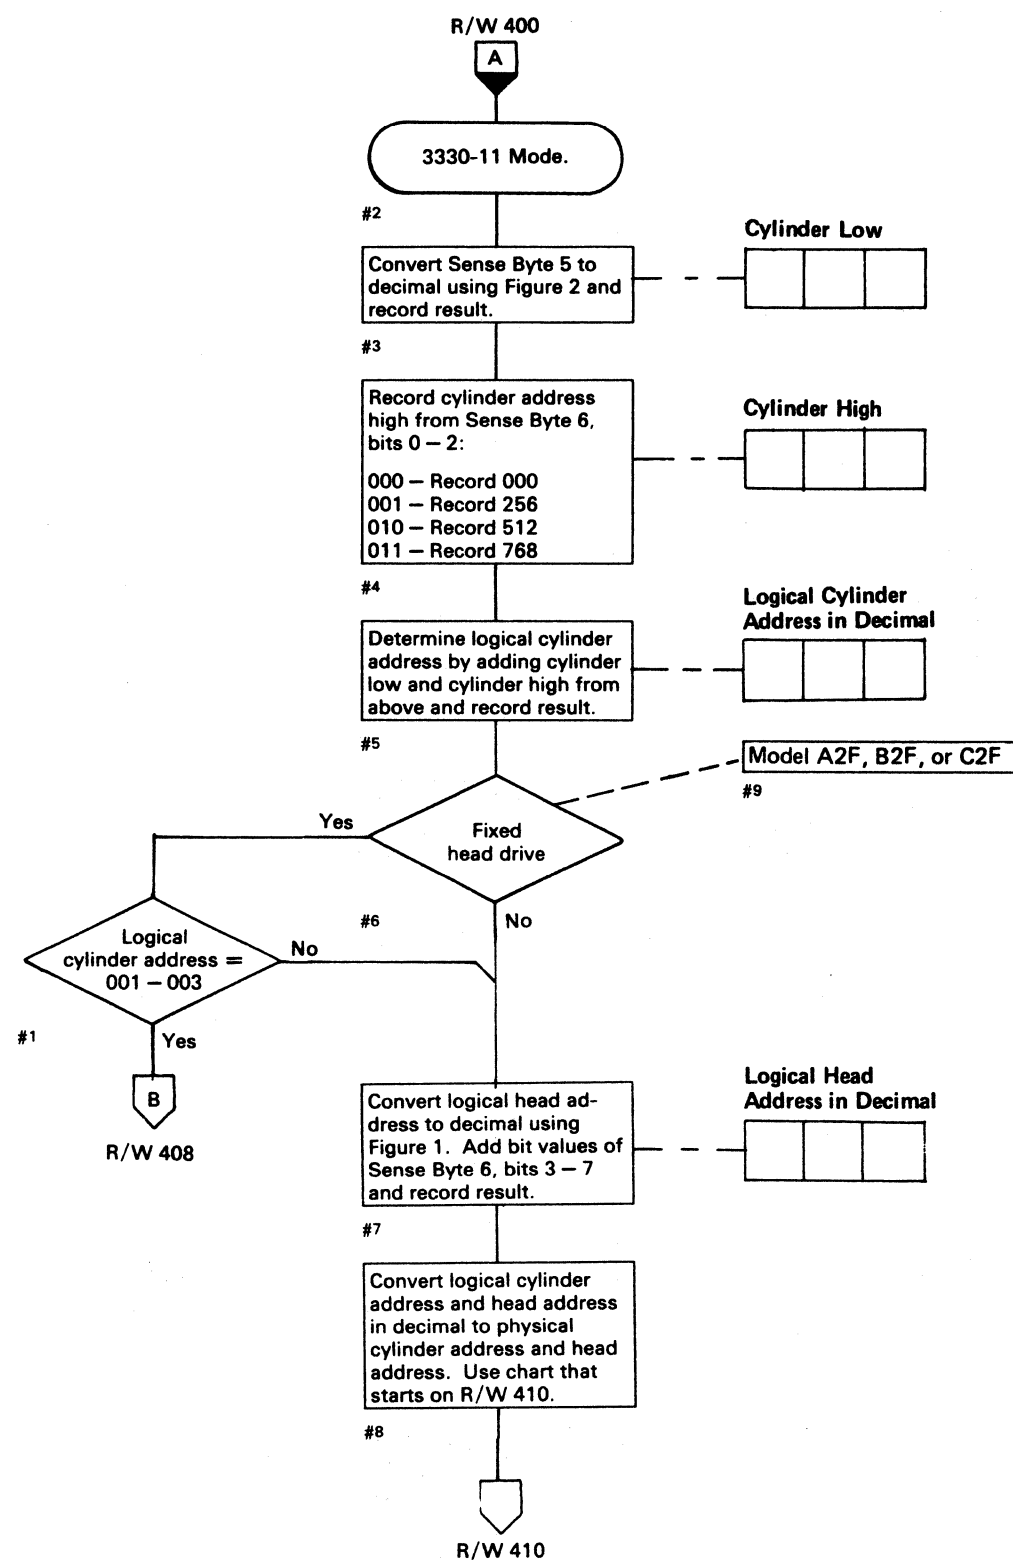 R/W 400
A
3330-11 Mode.
#2
Cylinder Low
Convert Sense Byte 5 to
decimal using Figure 2 and
record result.
#3
Record cylinder address
high from Sense Byte 6,
bits 0 – 2:
000 – Record 000
001 – Record 256
010 – Record 512
011 – Record 768
Cylinder High
#4
Logical Cylinder
Address in Decimal
Determine logical cylinder
address by adding cylinder
low and cylinder high from
above and record result.
#5
Model A2F, B2F, or C2F
#9
Yes
Fixed
head drive
#6
No
Logical
cylinder address =
001 – 003
No
#1
Yes
B
R/W 408
Logical Head
Address in Decimal
Convert logical head ad-
dress to decimal using
Figure 1. Add bit values of
Sense Byte 6, bits 3 – 7
and record result.
#7
Convert logical cylinder
address and head address
in decimal to physical
cylinder address and head
address. Use chart that
starts on R/W 410.
#8
R/W 410